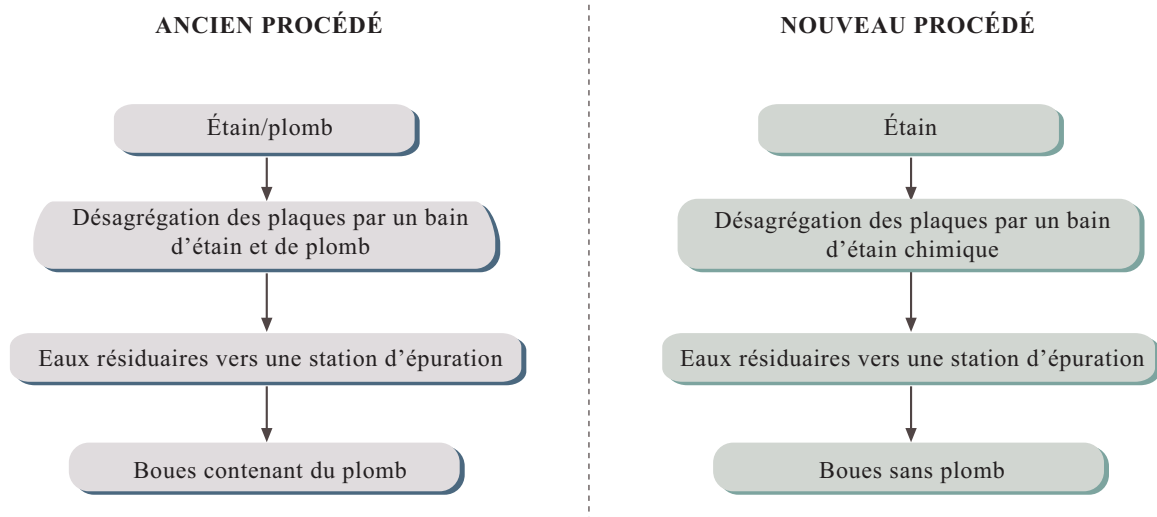 ANCIEN PROCÉDÉ
Étain/plomb
Désagrégation des plaques par un bain
d’étain et de plomb
Eaux résiduaires vers une station d’épuration
Boues contenant du plomb
NOUVEAU PROCÉDÉ
Étain
Désagrégation des plaques par un bain
d’étain chimique
Eaux résiduaires vers une station d’épuration
Boues sans plomb